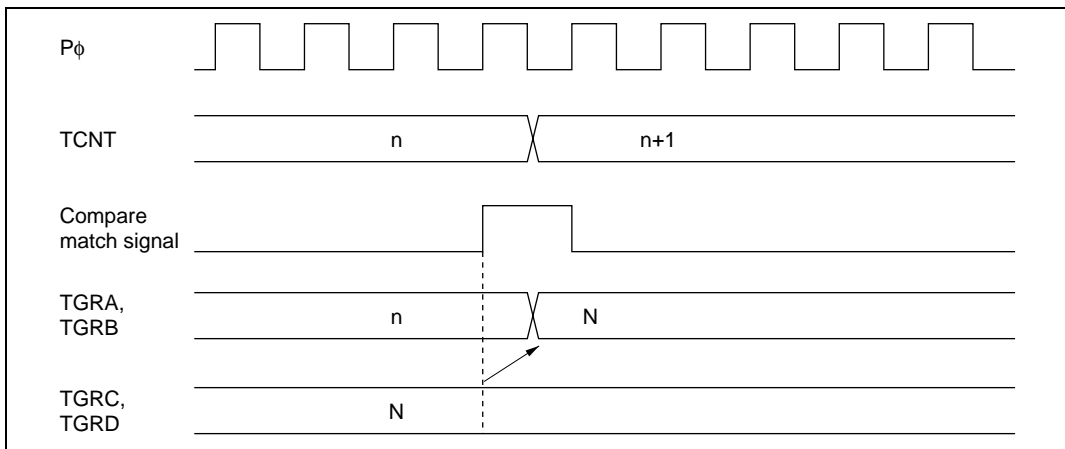 Pϕ
TCNT
n
n+1
Compare
match signal
TGRA,
TGRB
n
N
TGRC,
TGRD
N